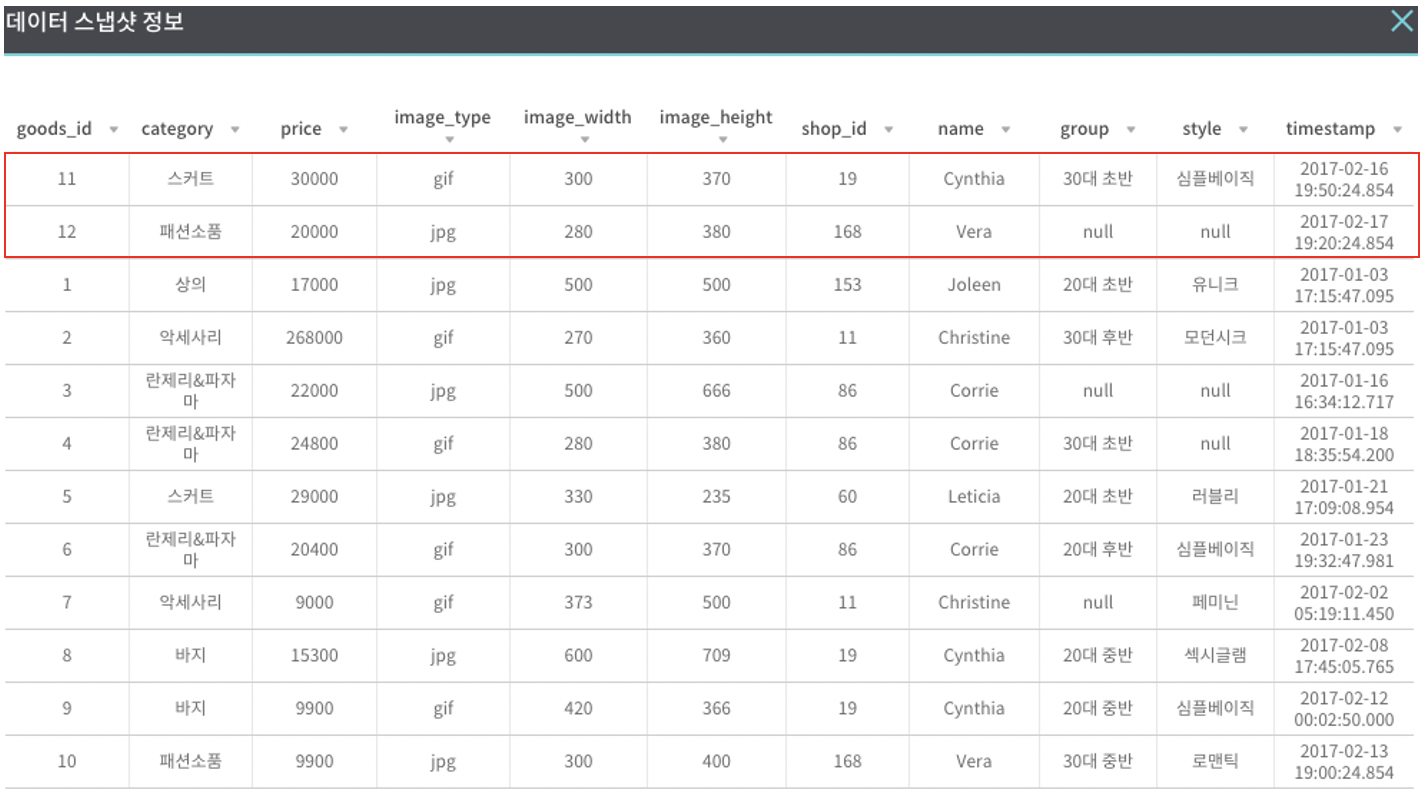 데이터 스냅샷 정보
goods_id category price image_type image_width image_height shop_id name group style timestamp
11 스커트 30000 gif 300 370 19 Cynthia 30대 초반 심플베이직 2017-02-16 19:50:24.854
12 패션소품 20000 jpg 280 380 168 Vera null null 2017-02-17 19:20:24.854
1 상의 17000 jpg 500 500 153 Joleen 20대 초반 유니크 2017-01-03 17:15:47.095
2 악세사리 268000 gif 270 360 11 Christine 30대 후반 모던시크 2017-01-03 17:15:47.095
3 란제리&파자마 22000 jpg 500 666 86 Corrie null null 2017-01-16 16:34:12.717
4 란제리&파자마 24800 gif 280 380 86 Corrie 30대 초반 null 2017-01-18 18:35:54.200
5 스커트 29000 jpg 330 235 60 Leticia 20대 초반 러블리 2017-01-21 17:09:08.954
6 란제리&파자마 20400 gif 300 370 86 Corrie 20대 후반 심플베이직 2017-01-23 19:32:47.981
7 악세사리 9000 gif 373 500 11 Christine null 페미닌 2017-02-02 05:19:11.450
8 바지 15300 jpg 600 709 19 Cynthia 20대 중반 섹시글램 2017-02-08 17:45:05.765
9 바지 9900 gif 420 366 19 Cynthia 20대 중반 심플베이직 2017-02-12 00:02:50.000
10 패션소품 9900 jpg 300 400 168 Vera 30대 중반 로맨틱 2017-02-13 19:00:24.854